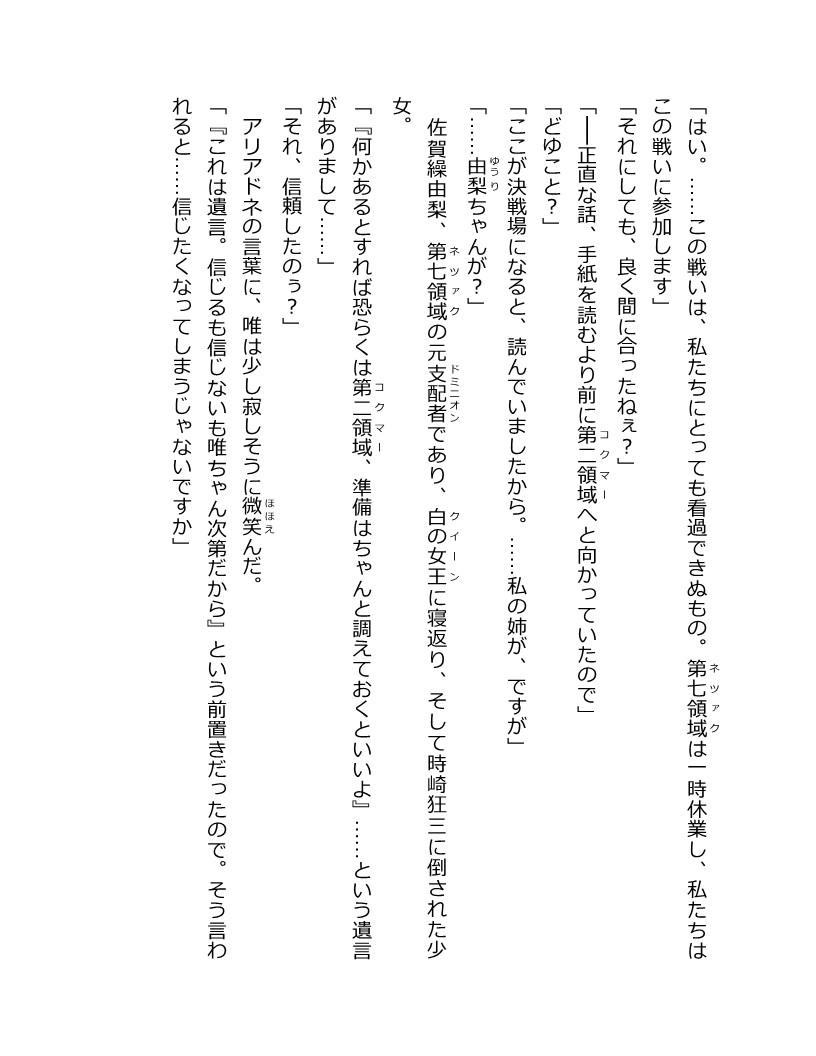 「はい。……この戦いは、私たちにとっても看過できぬもの。第七領域は一時休業し、私たちは
ネツァク
この戦いに参加します」
「それにしても、良く間に合ったねぇ?」
「──正直な話、手紙を読むより前に第二領域へと向かっていたので」
コクマー
「どゆこと?」
「ここが決戦場になると、読んでいましたから。……私の姉が、ですが」
「……由梨ちゃんが?」
ゆうり
佐賀繰由梨、第七領域の元支配者であり、白の女王に寝返り、そして時崎狂三に倒された少
ネツァク ドミニオン クイーン
女。
「『何かあるとすれば恐らくは第二領域、準備はちゃんと調えておくといいよ』……という遺言
コクマー
がありまして……」
「それ、信頼したのぅ?」
アリアドネの言葉に、唯は少し寂しそうに微笑んだ。
ほほえ
「『これは遺言。信じるも信じないも唯ちゃん次第だから』という前置きだったので。そう言わ
れると……信じたくなってしまうじゃないですか」